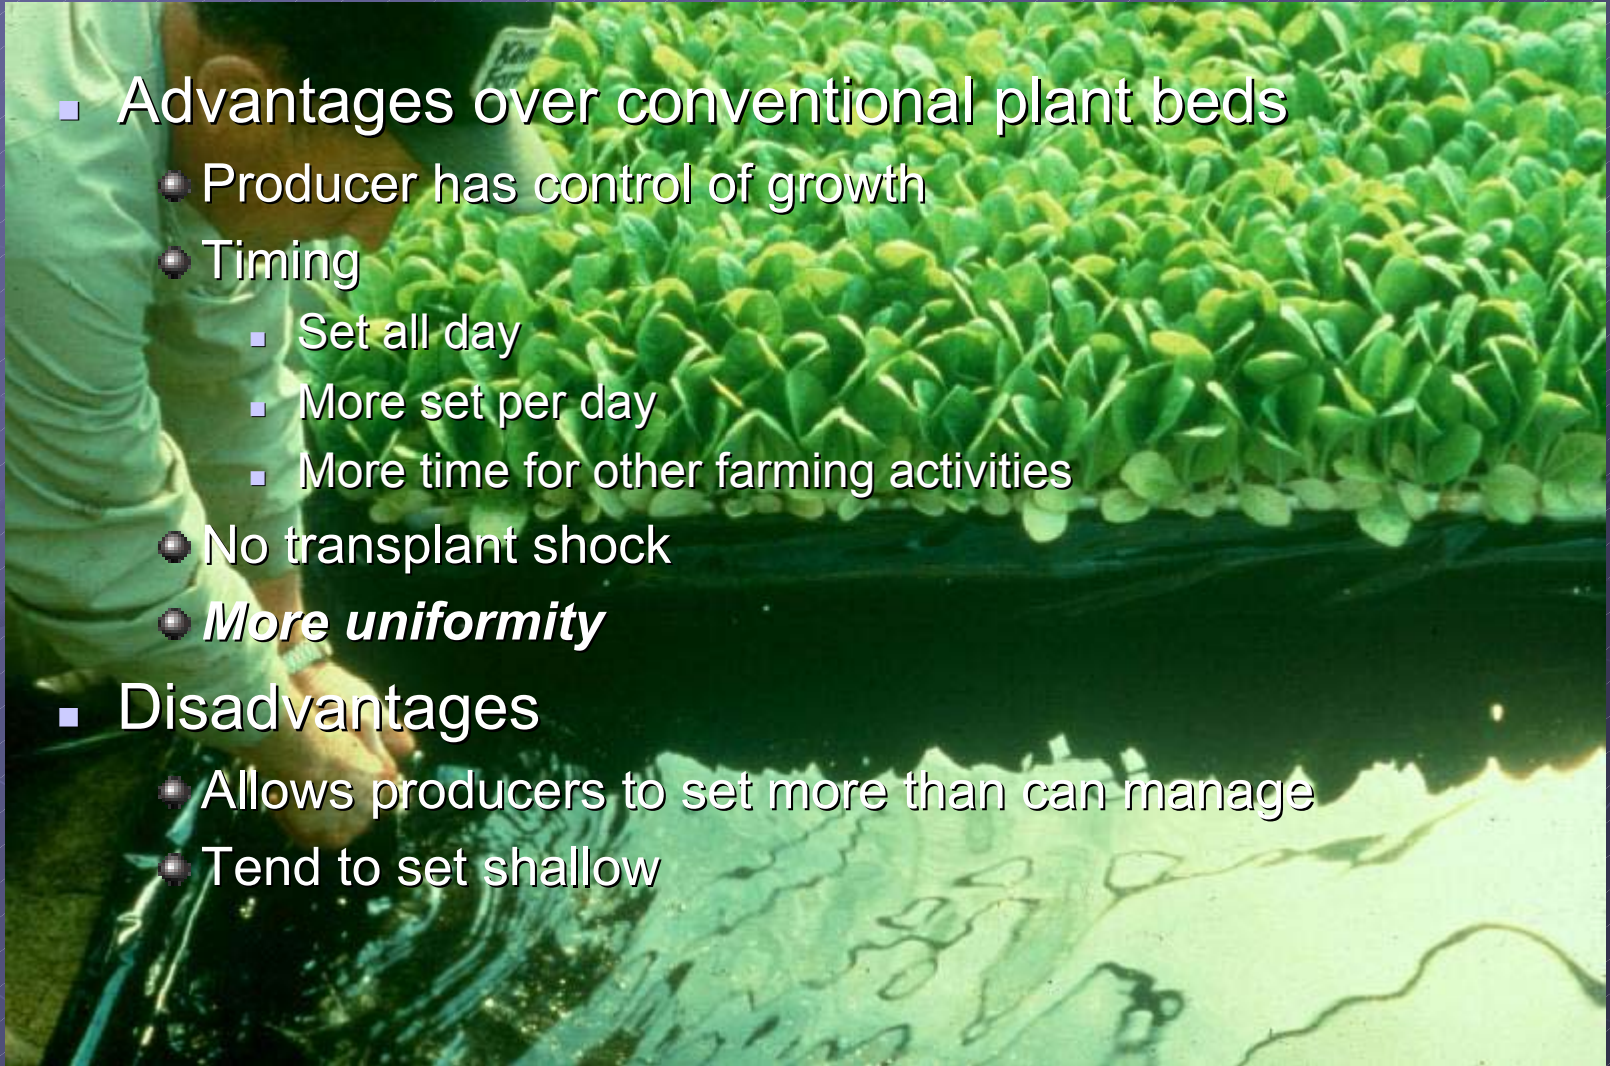 Advantages over conventional plant beds
Producer has control of growth
Timing
Set all day
More set per day
More time for other farming activities
No transplant shock
More uniformity
Disadvantages
Allows producers to set more than can manage
Tend to set shallow